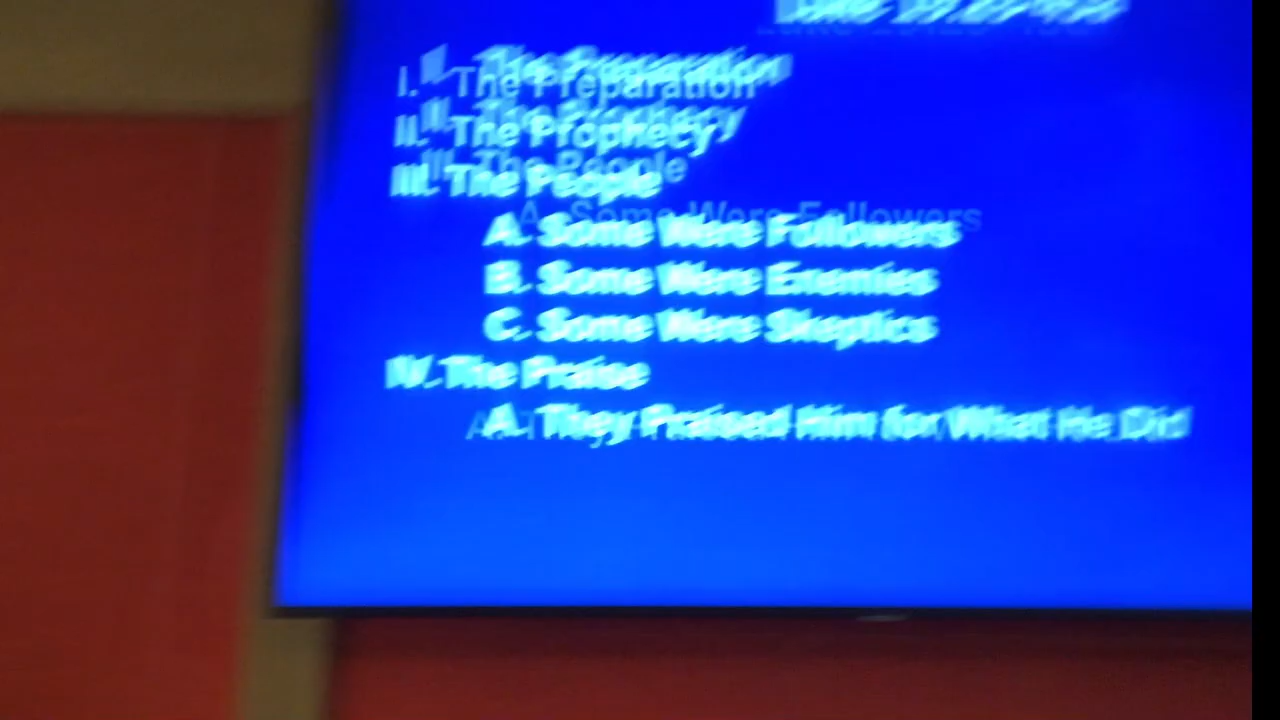 Luke
I. The Preparation
II. The Prophecy
III. The People
A. Some Were Followers
B. Some Were Enemies
C. Some Were Skeptics
IV. The Praise
A. They Praised Him for What He Did